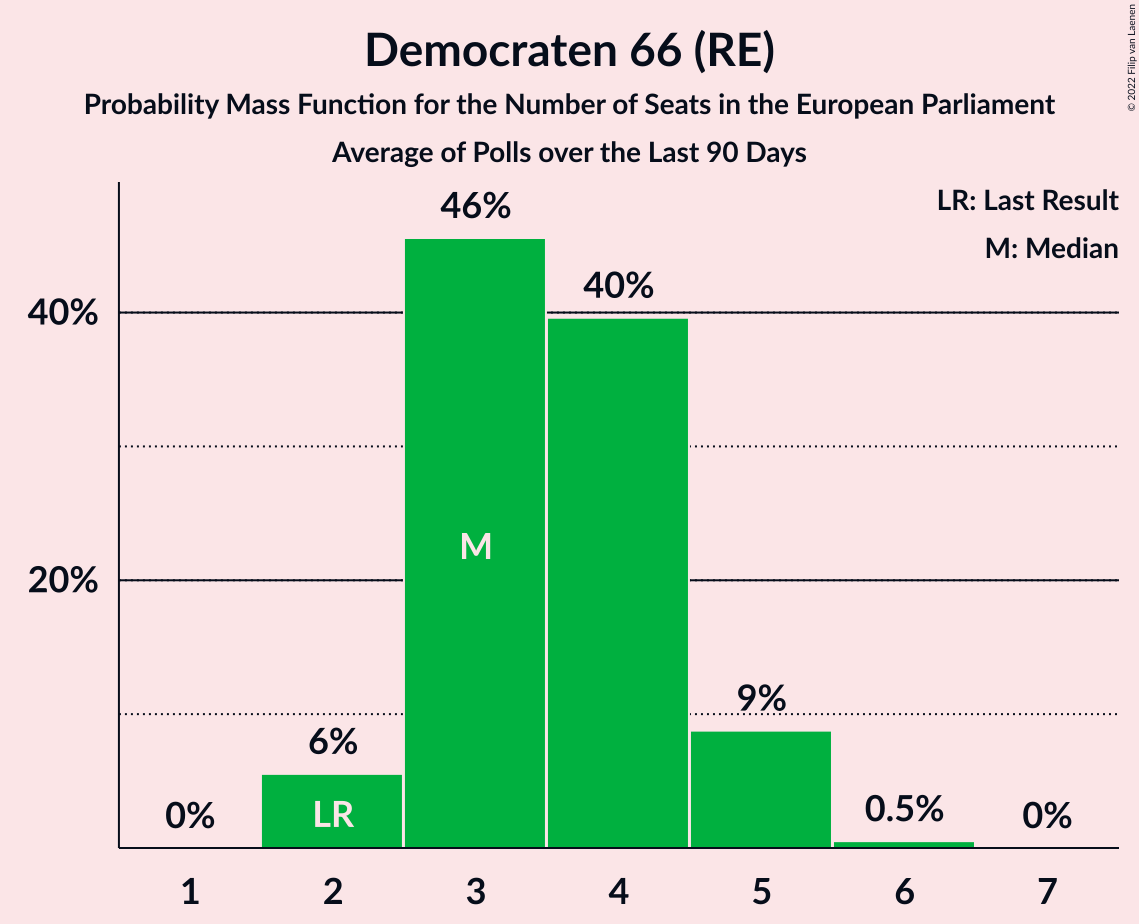 Democraten 66 (RE)
Probability Mass Function for the Number of Seats in the European Parliament
Average of Polls over the Last 90 Days
© 2022 Filip van Laenen
LR: Last Result
M: Median
46%
40%
40%
M
20%
9%
6%
LR
0%
0.5%
0%
1 2 3 4 5 6 7